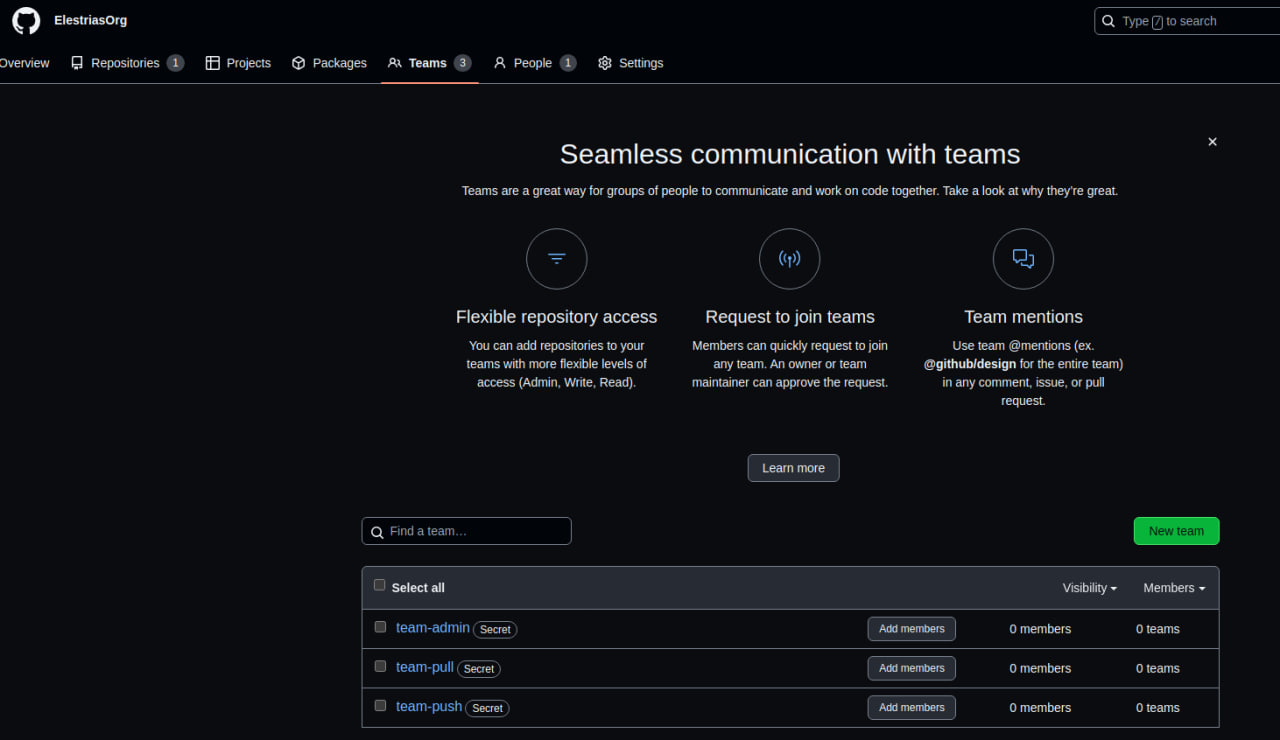 ElestriasOrg
Type / to search
Overview Repositories 1 Projects Packages Teams 3 People 1 Settings
Seamless communication with teams
Teams are a great way for groups of people to communicate and work on code together. Take a look at why they're great.
Flexible repository access
You can add repositories to your
teams with more flexible levels of
access (Admin, Write, Read).
Request to join teams
Members can quickly request to join
any team. An owner or team
maintainer can approve the request.
Team mentions
Use team @mentions (ex.
@github/design for the entire team)
in any comment, issue, or pull
request.
Learn more
Find a team…
New team
Select all Visibility Members
team-admin Secret Add members 0 members 0 teams
team-pull Secret Add members 0 members 0 teams
team-push Secret Add members 0 members 0 teams